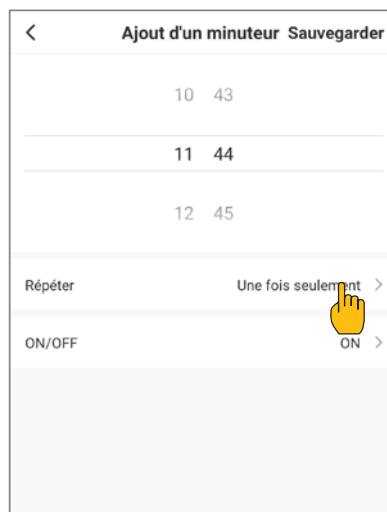 Ajout d'un minuteur Sauvegarder
10 43
11 44
12 45
Répéter Une fois seulement
ON/OFF ON